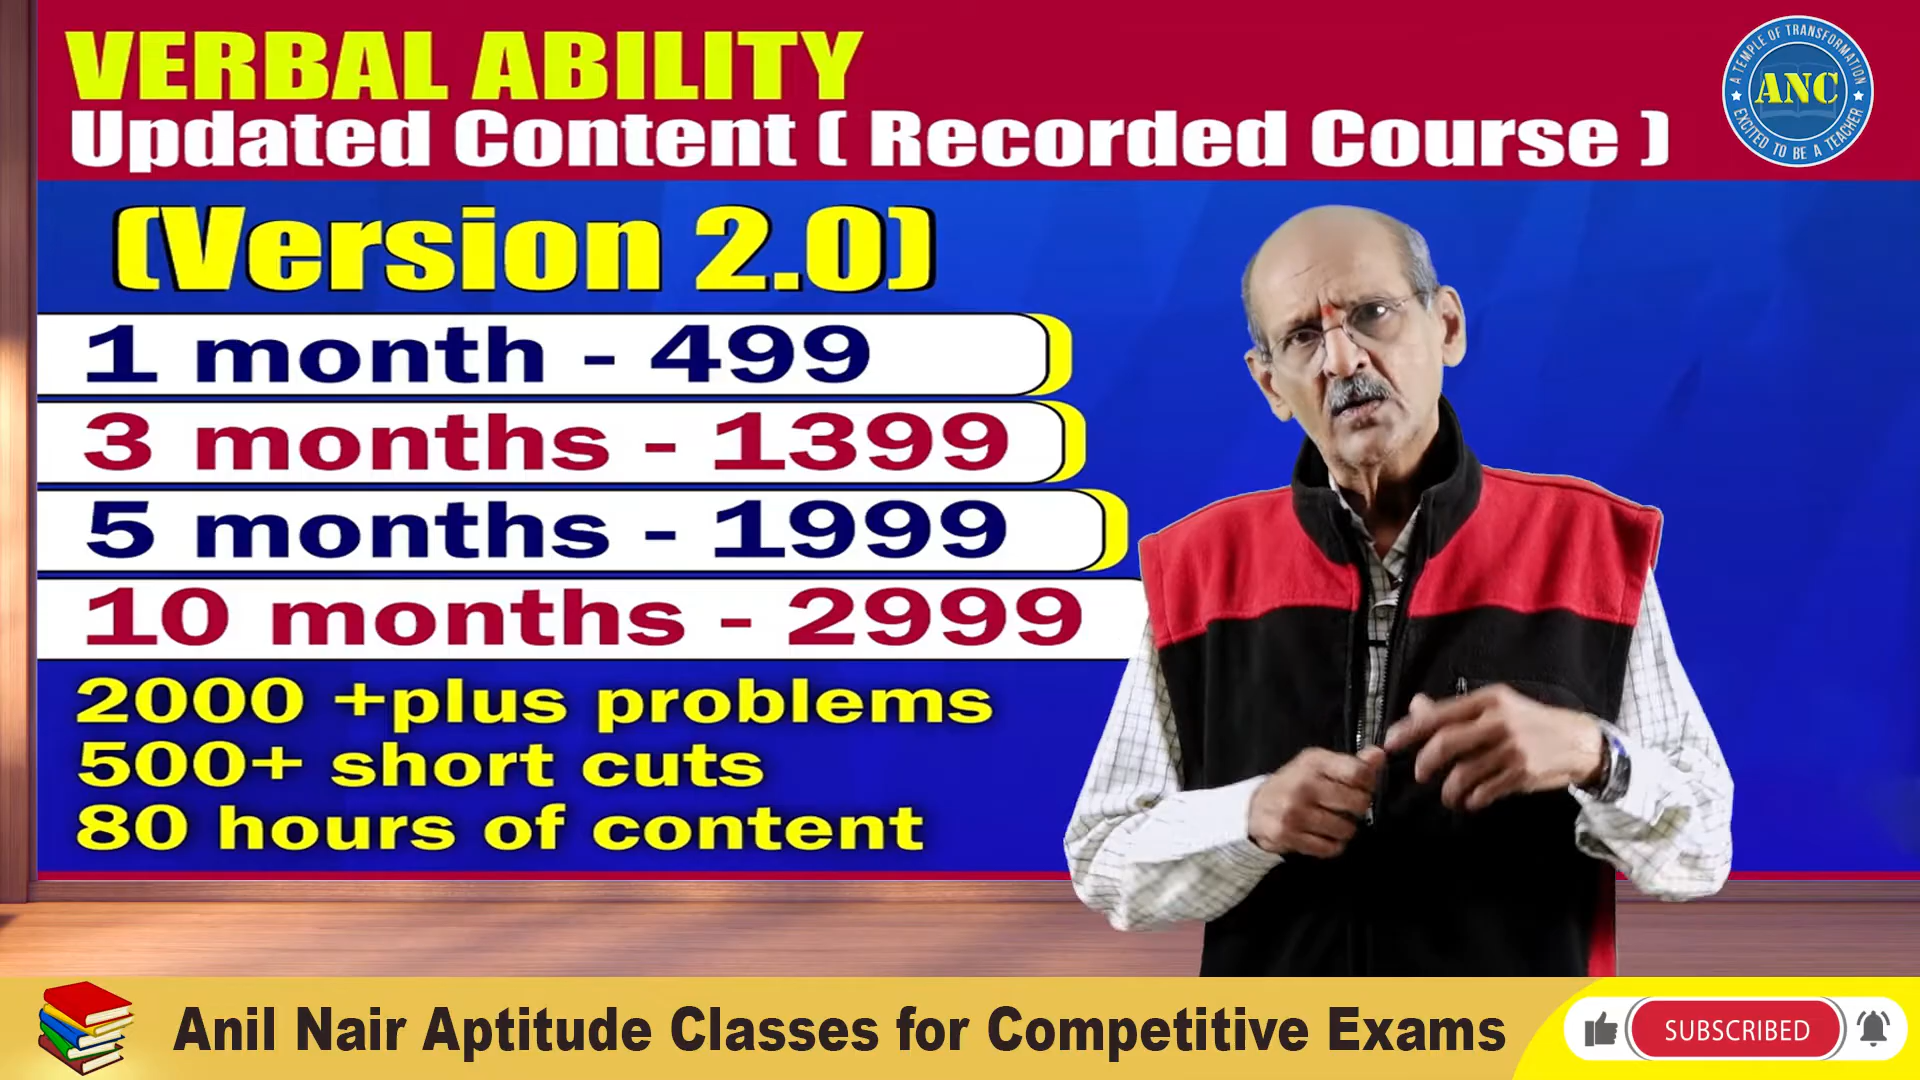 VERBAL ABILITY
Updated Content ( Recorded Course )
A TEMPLE OF TRANSFORMATION
ANC
EXCITED TO BE A TEACHER
(Version 2.0)
1 month - 499
3 months - 1399
5 months - 1999
10 months - 2999
2000 +plus problems
500+ short cuts
80 hours of content
Anil Nair Aptitude Classes for Competitive Exams
SUBSCRIBED